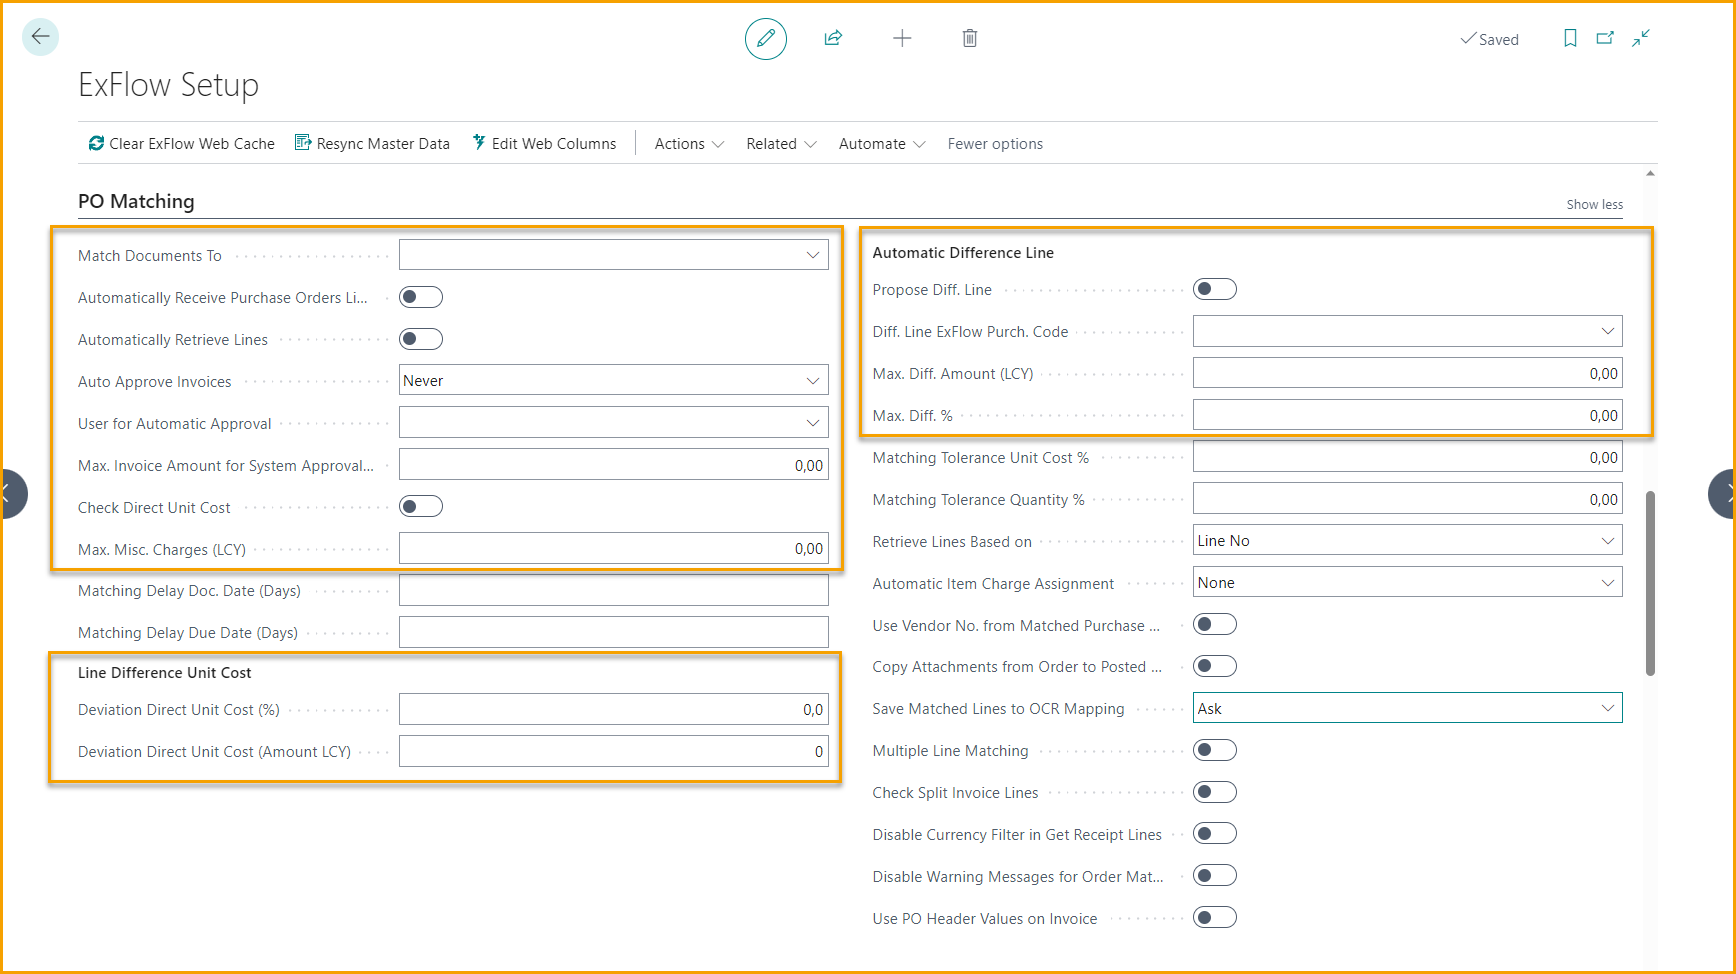 Saved
ExFlow Setup
Clear ExFlow Web Cache Resync Master Data Edit Web Columns Actions Related Automate Fewer options
PO Matching
Show less
Match Documents To
Automatically Receive Purchase Orders Li...
Automatically Retrieve Lines
Auto Approve Invoices Never
User for Automatic Approval
Max. Invoice Amount for System Approval... 0,00
Check Direct Unit Cost
Max. Misc. Charges (LCY) 0,00
Matching Delay Doc. Date (Days)
Matching Delay Due Date (Days)
Line Difference Unit Cost
Deviation Direct Unit Cost (%) 0,0
Deviation Direct Unit Cost (Amount LCY) 0
Automatic Difference Line
Propose Diff. Line
Diff. Line ExFlow Purch. Code
Max. Diff. Amount (LCY) 0,00
Max. Diff. % 0,00
Matching Tolerance Unit Cost % 0,00
Matching Tolerance Quantity % 0,00
Retrieve Lines Based on Line No
Automatic Item Charge Assignment None
Use Vendor No. from Matched Purchase ...
Copy Attachments from Order to Posted ...
Save Matched Lines to OCR Mapping Ask
Multiple Line Matching
Check Split Invoice Lines
Disable Currency Filter in Get Receipt Lines
Disable Warning Messages for Order Mat...
Use PO Header Values on Invoice